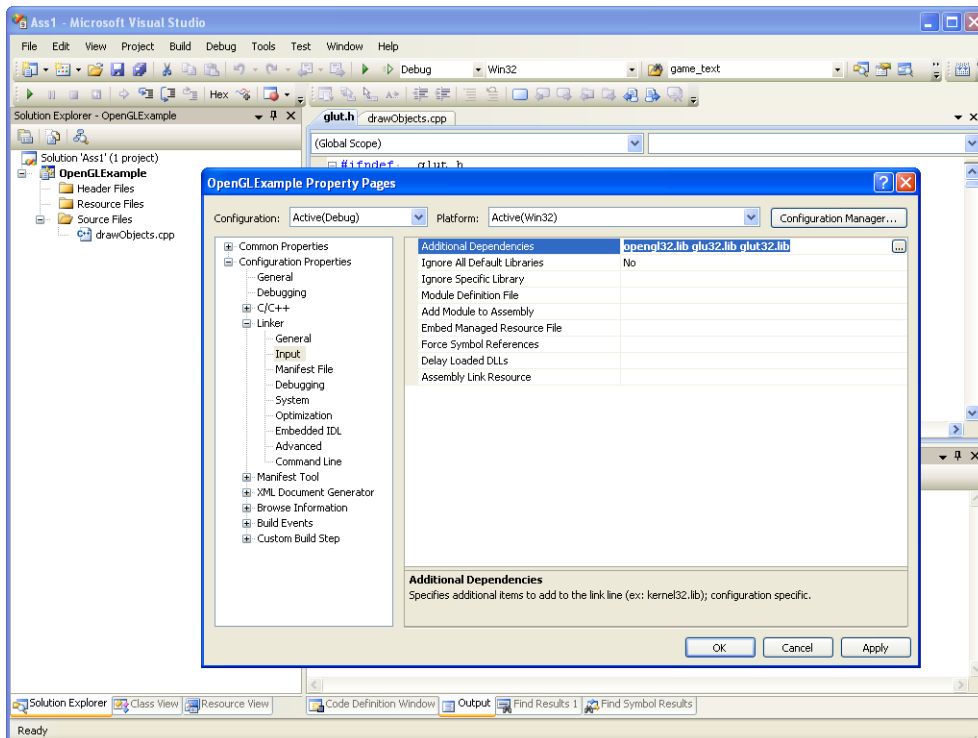 Ass1 - Microsoft Visual Studio
File Edit View Project Build Debug Tools Test Window Help
Debug Win32 game_text
Hex
Solution Explorer - OpenGLExample
glut.h drawObjects.cpp
(Global Scope)
Solution 'Ass1' (1 project)
OpenGLExample
Header Files
Resource Files
Source Files
drawObjects.cpp
#ifndef glut_h
OpenGLExample Property Pages
Configuration: Active(Debug) Platform: Active(Win32) Configuration Manager...
Common Properties
Configuration Properties
General
Debugging
C/C++
Linker
General
Input
Manifest File
Debugging
System
Optimization
Embedded IDL
Advanced
Command Line
Manifest Tool
XML Document Generator
Browse Information
Build Events
Custom Build Step
Additional Dependencies opengl32.lib glu32.lib glut32.lib ...
Ignore All Default Libraries No
Ignore Specific Library
Module Definition File
Add Module to Assembly
Embed Managed Resource File
Force Symbol References
Delay Loaded DLLs
Assembly Link Resource
Additional Dependencies
Specifies additional items to add to the link line (ex: kernel32.lib); configuration specific.
OK Cancel Apply
Solution Explorer Class View Resource View Code Definition Window Output Find Results 1 Find Symbol Results
Ready